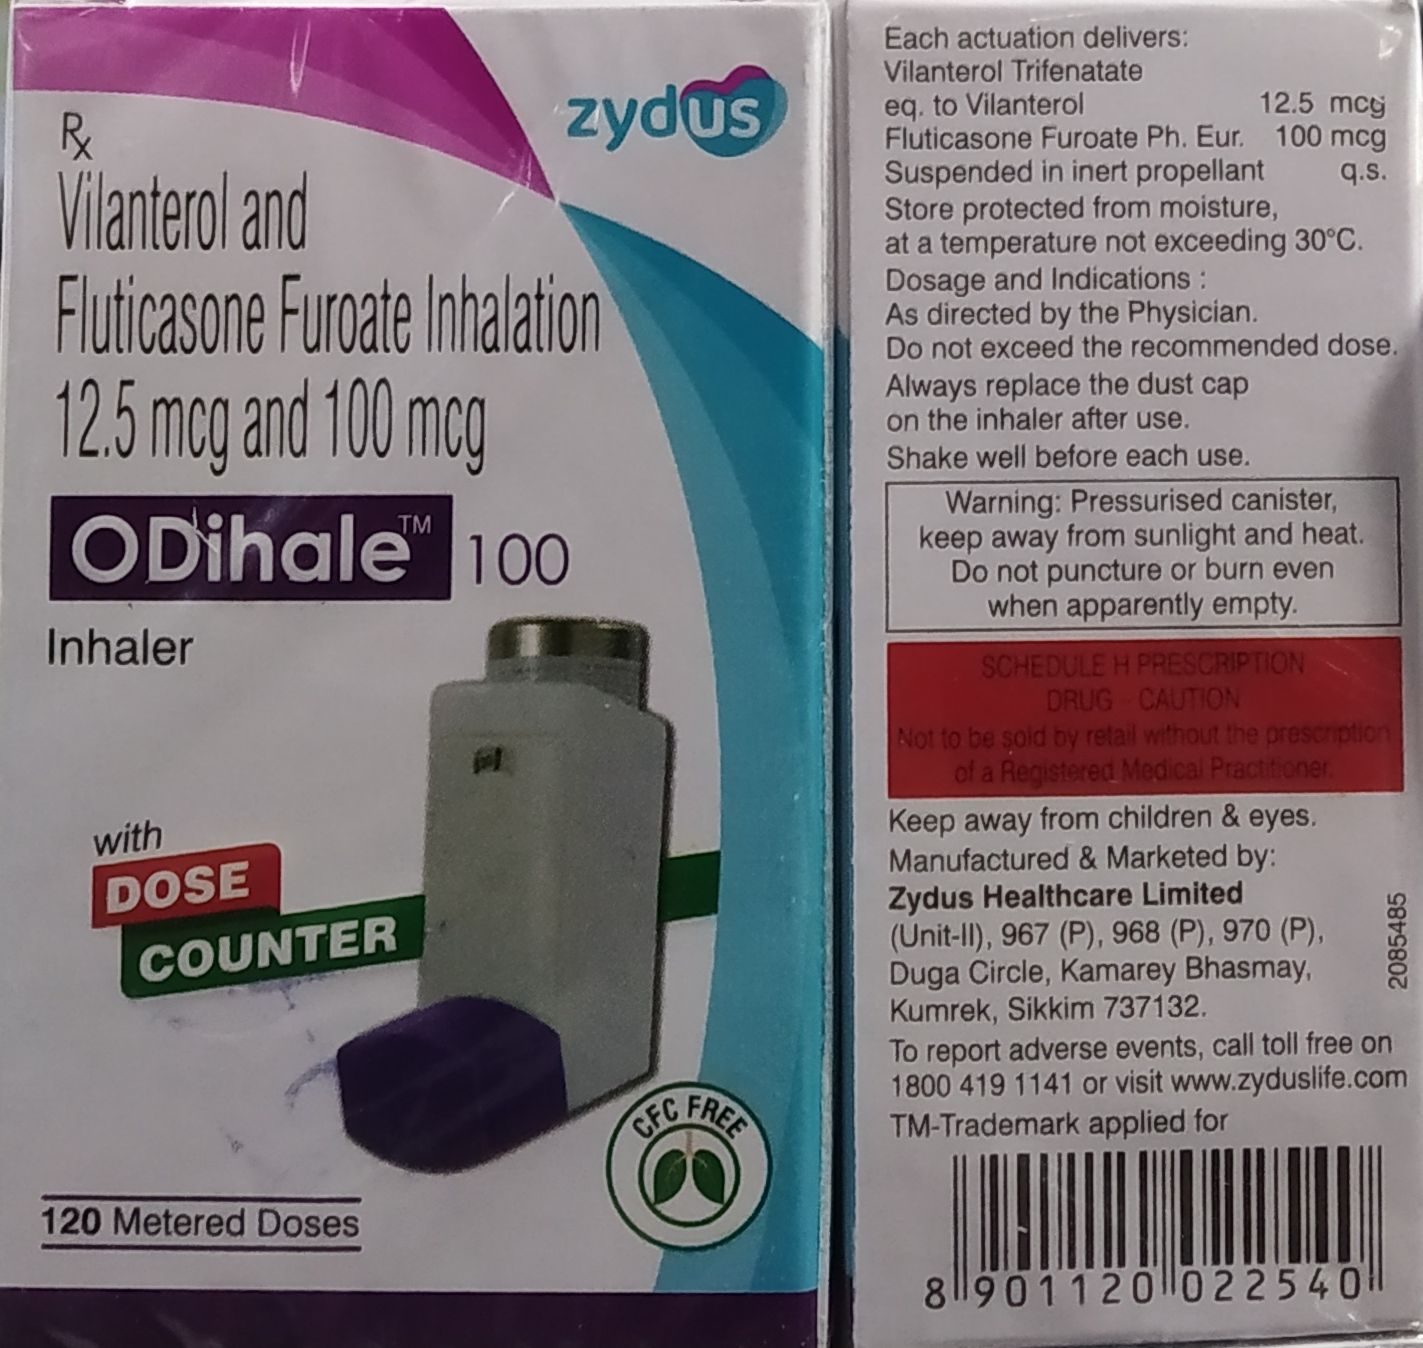 zydus
Rx
Vilanterol and
Fluticasone Furoate Inhalation
12.5 mcg and 100 mcg
ODihale™ 100
Inhaler
with
DOSE
COUNTER
CFC FREE
120 Metered Doses
Each actuation delivers:
Vilanterol Trifenatate
eq. to Vilanterol 12.5 mcg
Fluticasone Furoate Ph. Eur. 100 mcg
Suspended in inert propellant q.s.
Store protected from moisture,
at a temperature not exceeding 30°C.
Dosage and Indications :
As directed by the Physician.
Do not exceed the recommended dose.
Always replace the dust cap
on the inhaler after use.
Shake well before each use.
Warning: Pressurised canister,
keep away from sunlight and heat.
Do not puncture or burn even
when apparently empty.
SCHEDULE H PRESCRIPTION
DRUG - CAUTION
Not to be sold by retail without the prescription
of a Registered Medical Practitioner.
Keep away from children & eyes.
Manufactured & Marketed by:
Zydus Healthcare Limited
(Unit-II), 967 (P), 968 (P), 970 (P),
Duga Circle, Kamarey Bhasmay,
Kumrek, Sikkim 737132.
To report adverse events, call toll free on
1800 419 1141 or visit www.zyduslife.com
TM-Trademark applied for
2085485
8 901120 022540